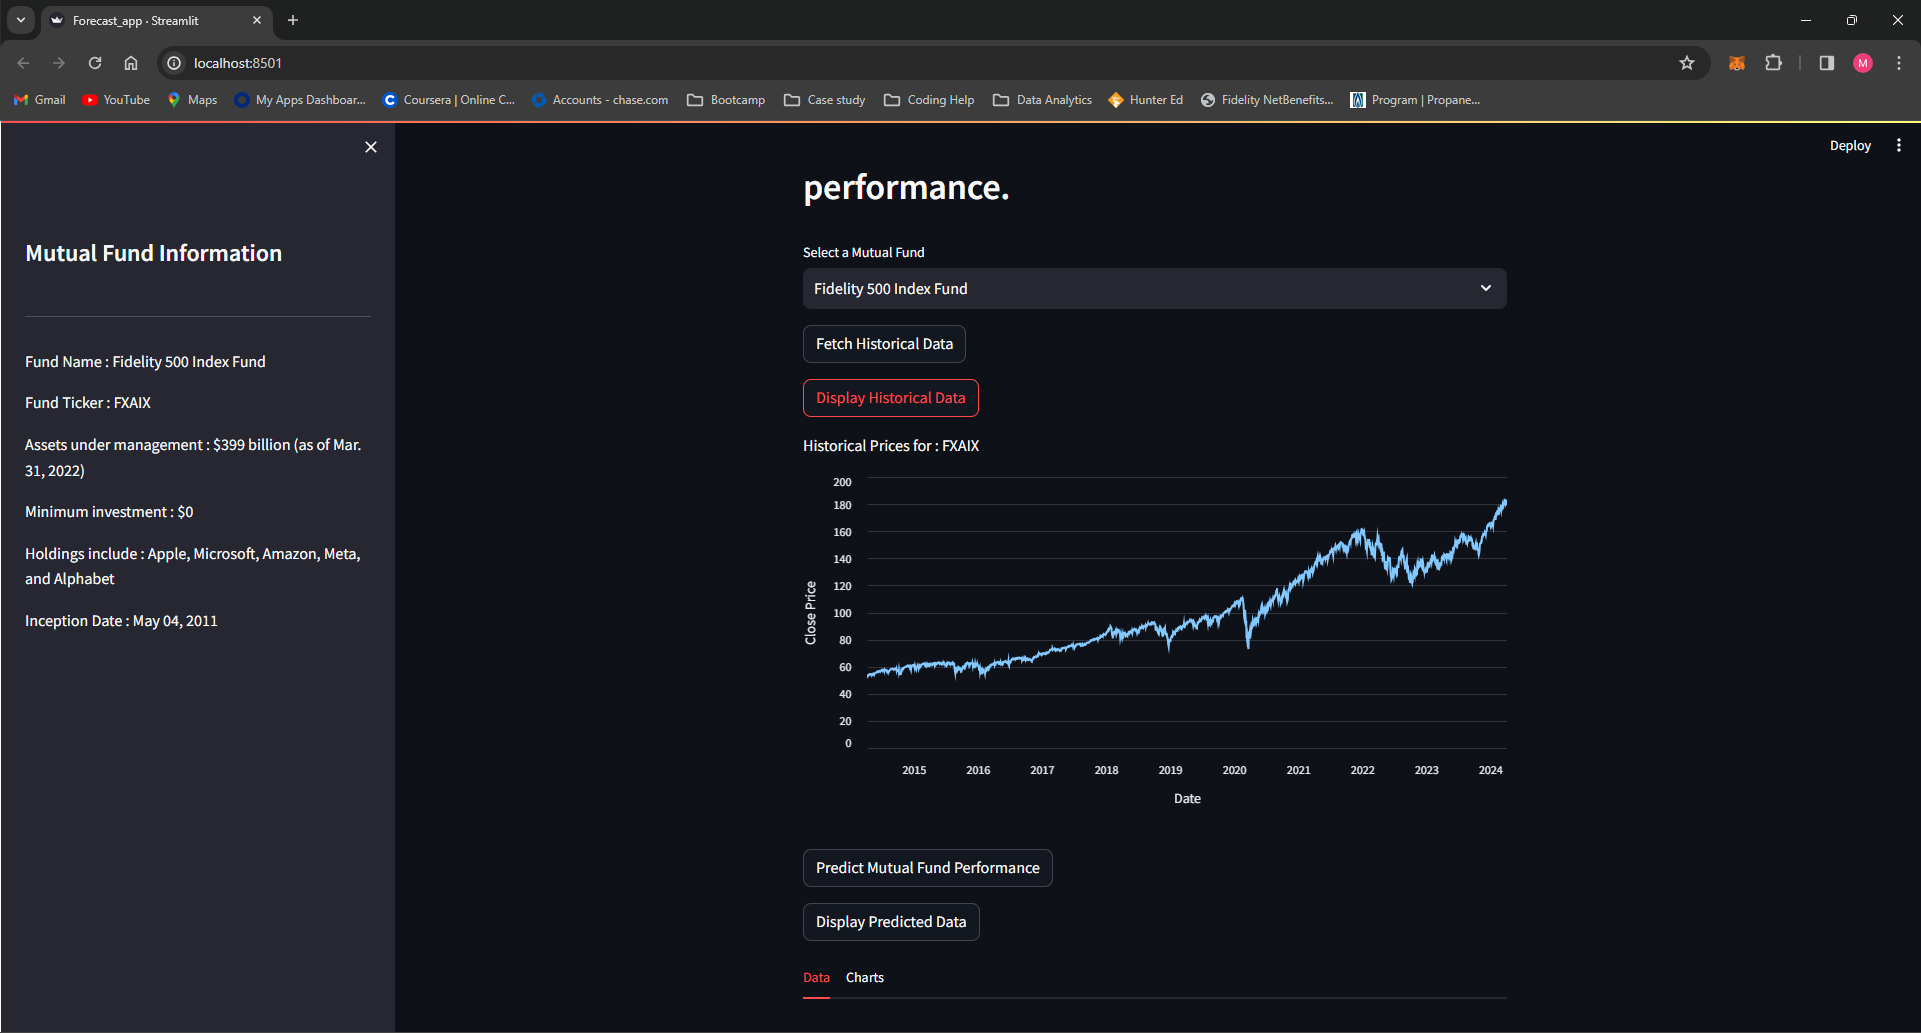 Forecast_app · Streamlit
localhost:8501
M
Gmail
YouTube
Maps
My Apps Dashboar...
Coursera | Online C...
Accounts - chase.com
Bootcamp
Case study
Coding Help
Data Analytics
Hunter Ed
Fidelity NetBenefits...
Program | Propane...
Deploy
Mutual Fund Information
Fund Name : Fidelity 500 Index Fund
Fund Ticker : FXAIX
Assets under management : $399 billion (as of Mar.
31, 2022)
Minimum investment : $0
Holdings include : Apple, Microsoft, Amazon, Meta,
and Alphabet
Inception Date : May 04, 2011
performance.
Select a Mutual Fund
Fidelity 500 Index Fund
Fetch Historical Data
Display Historical Data
Historical Prices for : FXAIX
200
180
160
140
120
100
80
60
40
20
0
Close Price
2015 2016 2017 2018 2019 2020 2021 2022 2023 2024
Date
Predict Mutual Fund Performance
Display Predicted Data
Data Charts